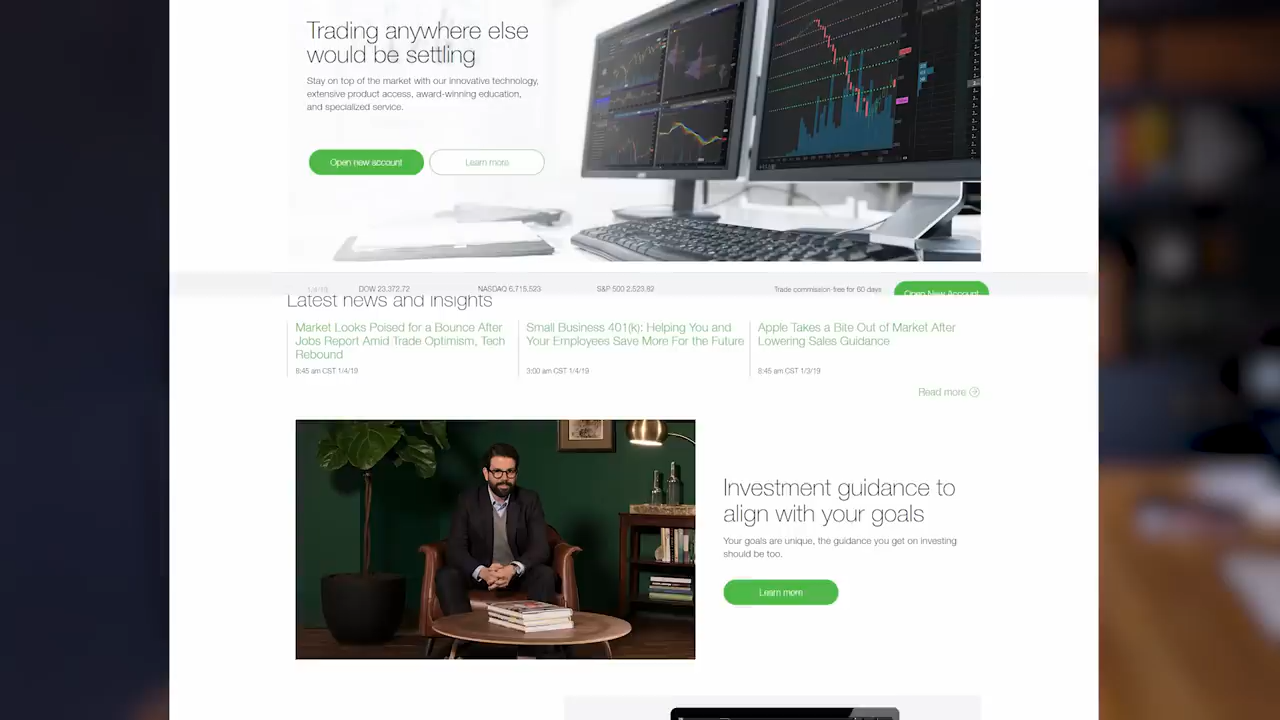 Trading anywhere else
would be settling
Stay on top of the market with our innovative technology,
extensive product access, award-winning education,
and specialized service.
Open new account
Learn more
1/4/19
DOW 23,372.72
NASDAQ 6,715.523
S&P 500 2,523.82
Trade commission-free for 60 days
Open New Account
Latest news and insights
Market Looks Poised for a Bounce After
Jobs Report Amid Trade Optimism, Tech
Rebound
8:45 am CST 1/4/19
Small Business 401(k): Helping You and
Your Employees Save More For the Future
3:00 am CST 1/4/19
Apple Takes a Bite Out of Market After
Lowering Sales Guidance
8:45 am CST 1/3/19
Read more
Investment guidance to
align with your goals
Your goals are unique, the guidance you get on investing
should be too.
Learn more